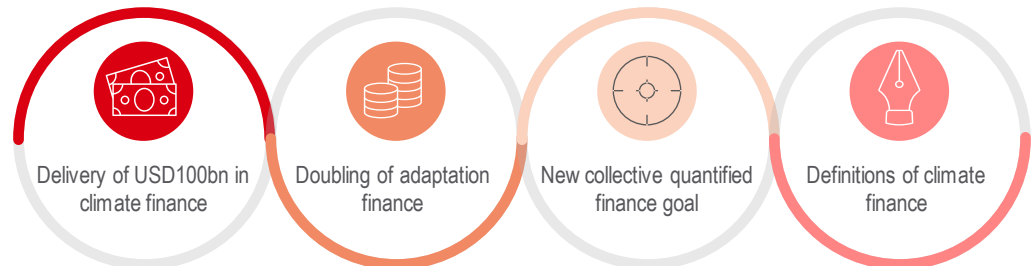 Delivery of USD100bn in
climate finance
Doubling of adaptation
finance
New collective quantified
finance goal
Definitions of climate
finance